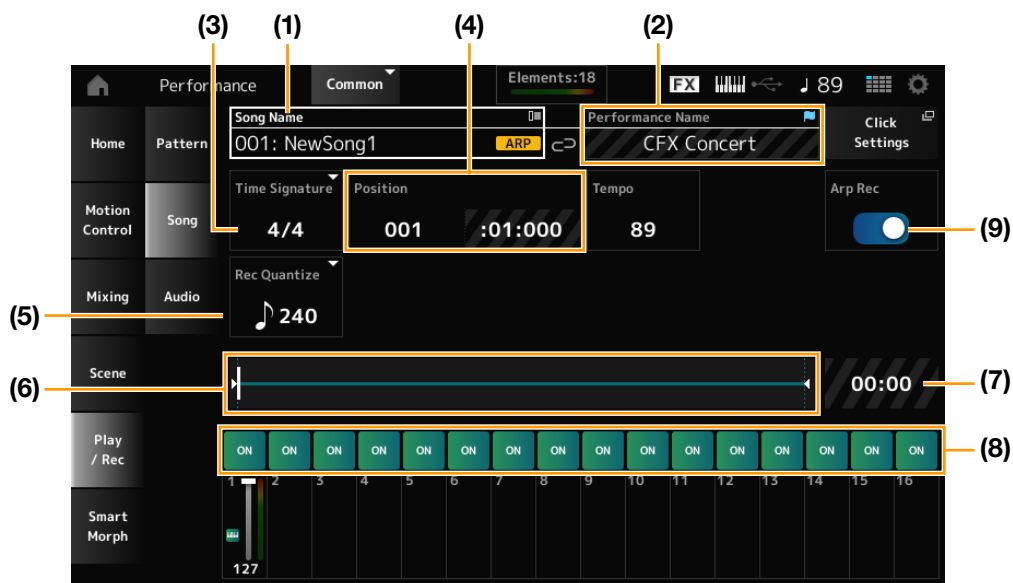 (3) (1) (4) (2)
Performance Common Elements:18 FX 89
Song Name Performance Name Click Settings
Home Pattern 001: NewSong1 ARP CFX Concert
Time Signature Position Tempo Arp Rec
Motion Control Song 4/4 001 :01:000 89 (9)
Rec Quantize
Mixing Audio 240
(5)
Scene
(6) 00:00 (7)
Play / Rec ON ON ON ON ON ON ON ON ON ON ON ON ON ON ON ON (8)
1 2 3 4 5 6 7 8 9 10 11 12 13 14 15 16
Smart Morph
127